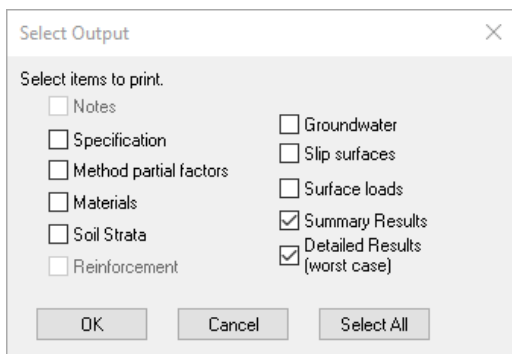 Select Output
Select items to print.
Notes
Specification
Method partial factors
Materials
Soil Strata
Reinforcement
Groundwater
Slip surfaces
Surface loads
Summary Results
Detailed Results
(worst case)
OK
Cancel
Select All